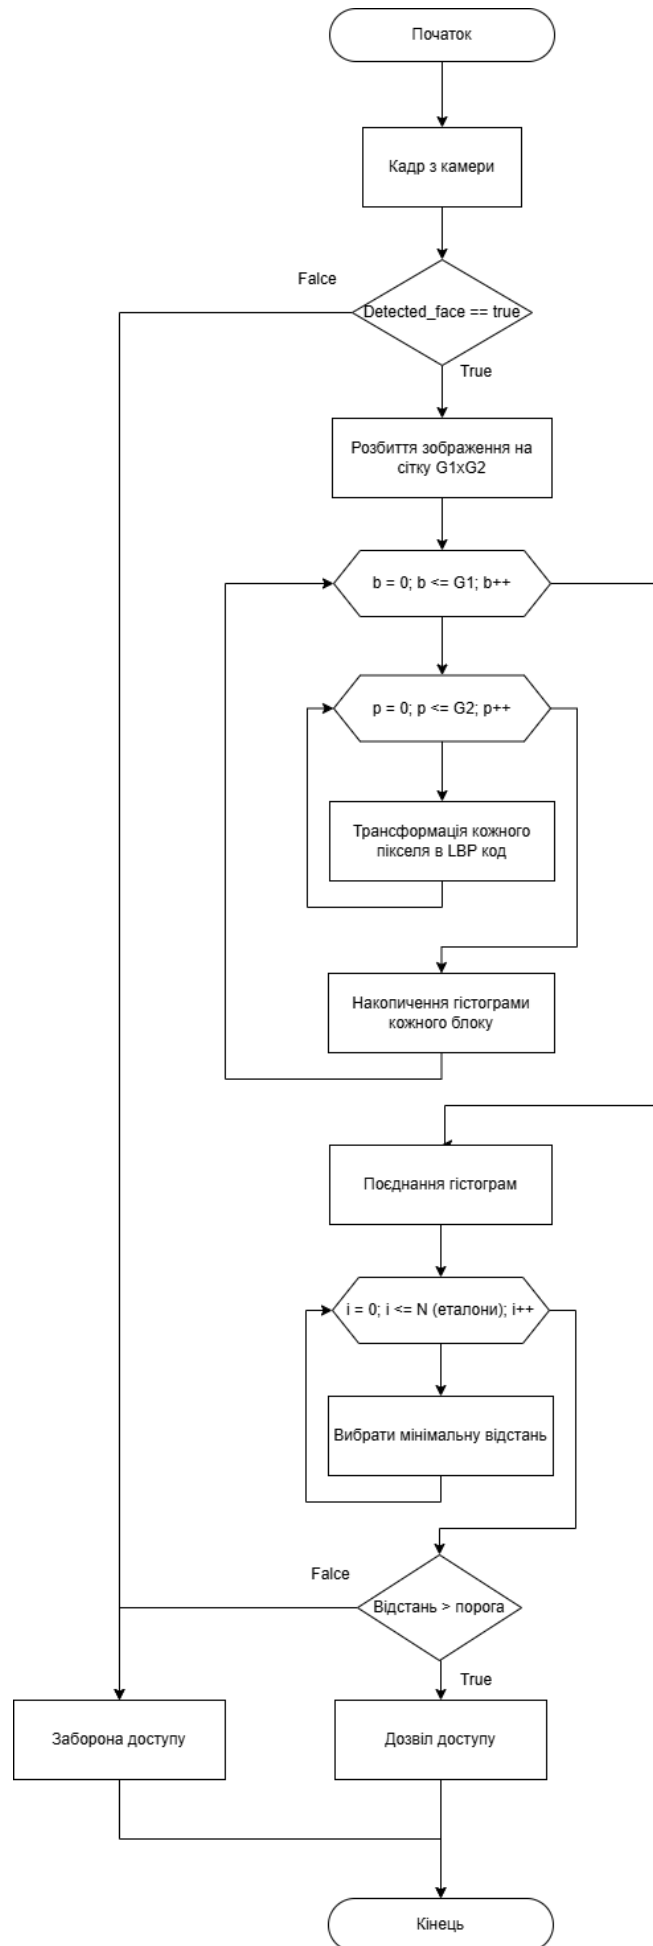 Початок
Кадр з камери
Falce
Detected_face == true
True
Розбиття зображення на
сітку G1xG2
b = 0; b <= G1; b++
p = 0; p <= G2; p++
Трансформація кожного
пікселя в LBP код
Накопичення гістограми
кожного блоку
Поєднання гістограм
i = 0; i <= N (еталони); i++
Вибрати мінімальну відстань
Falce
Відстань > порога
True
Заборона доступу
Дозвіл доступу
Кінець